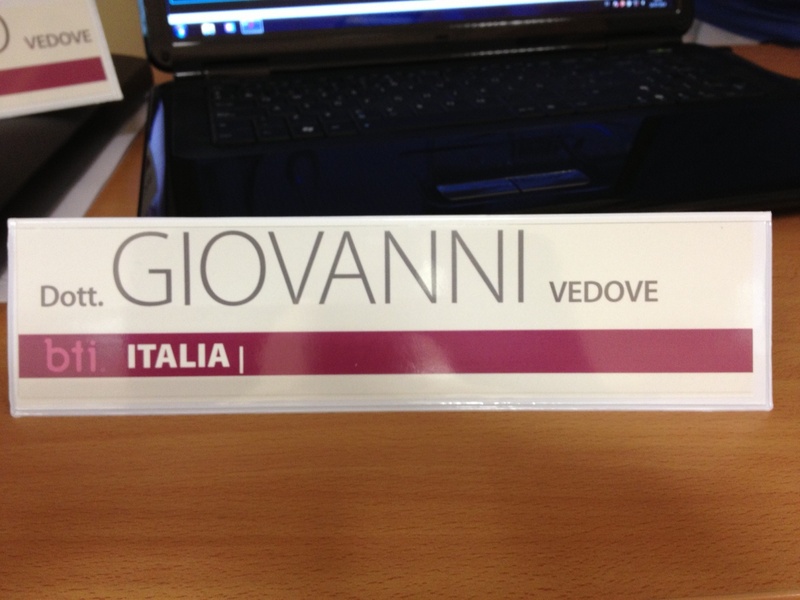 VEDOVE
Dott. GIOVANNI VEDOVE
bti ITALIA |